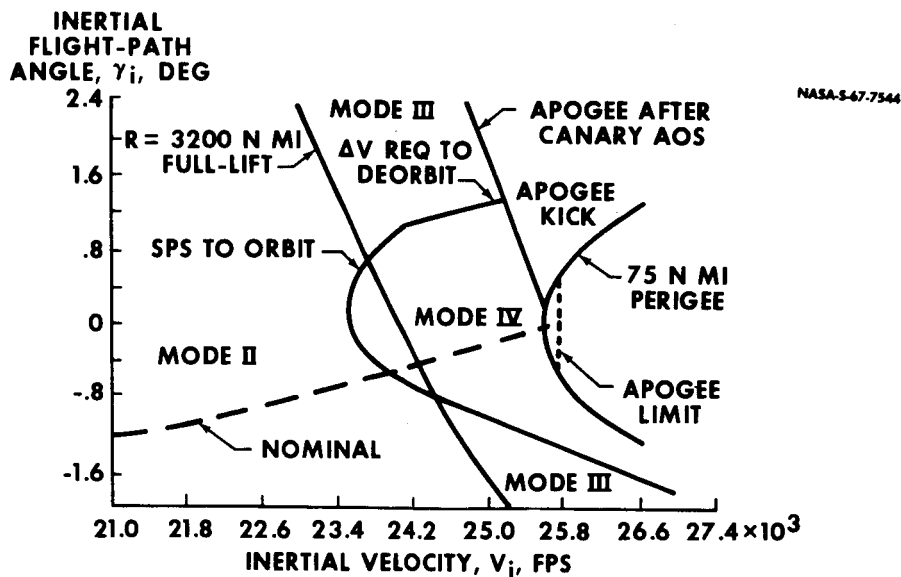 INERTIAL
FLIGHT-PATH
ANGLE, γi, DEG
NASA-S-67-7544
2.4
1.6
1.2
.8
0
-.8
-1.6
MODE III
APOGEE AFTER
CANARY AOS
R = 3200 N MI
FULL-LIFT
ΔV REQ TO
DEORBIT
APOGEE
KICK
SPS TO ORBIT
75 N MI
PERIGEE
MODE IV
MODE II
APOGEE
LIMIT
NOMINAL
MODE III
21.0 21.8 22.6 23.4 24.2 25.0 25.8 26.6 27.4×10³
INERTIAL VELOCITY, Vi, FPS